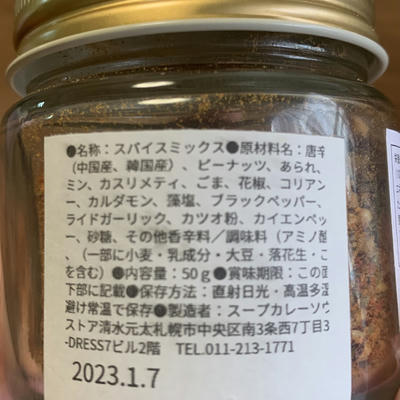 ●名称：スパイスミックス●原材料名：唐辛
（中国産、韓国産）、ピーナッツ、あられ、
ミン、カスリメティ、ごま、花椒、コリアン
ー、カルダモン、藻塩、ブラックペッパー、
ライドガーリック、カツオ粉、カイエンペッ
ー、砂糖、その他香辛料／調味料（アミノ酸
、（一部に小麦・乳成分・大豆・落花生・ご
を含む）●内容量：50ｇ●賞味期限：この面
下部に記載●保存方法：直射日光・高温多湿
避け常温で保存●製造者：スープカレーソウ
ストア清水元太札幌市中央区南3条西7丁目3-
-DRESS7ビル2階　TEL.011-213-1771
2023.1.7